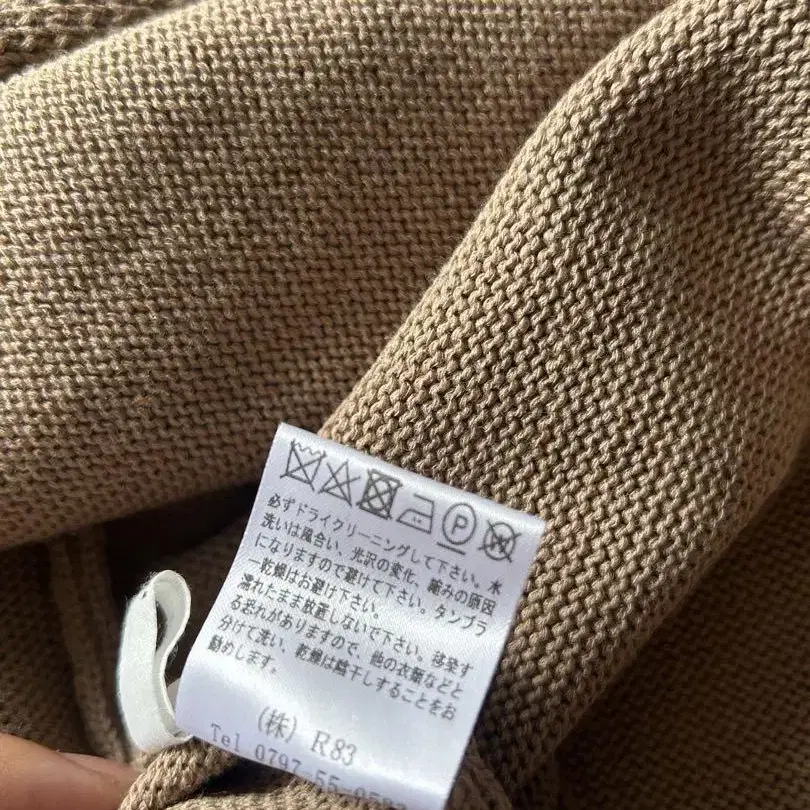 必ずドライクリーニングして下さい。水
洗いは風合い、光沢の変化、縮みの原因
になりますので避けて下さい。タンブラ
ー乾燥はお避け下さい。
濡れたまま放置しないで下さい。移染す
る恐れがありますので、他の衣類などと
分けて洗い、乾燥は陰干しすることをお
勧めします。
(株) R83
Tel 0797-55-